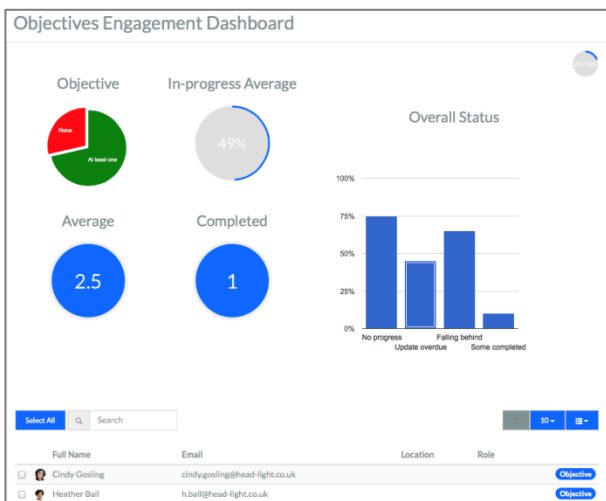 Objectives Engagement Dashboard
Objective
In-progress Average
None
At least one
49%
Overall Status
Average
Completed
2.5
1
100%
75%
50%
25%
0%
No progress
Update overdue
Falling behind
Some completed
Select All
Search
10
Full Name Email Location Role
Cindy Gosling cindy.gosling@head-light.co.uk Objective
Heather Ball h.ball@head-light.co.uk Objective